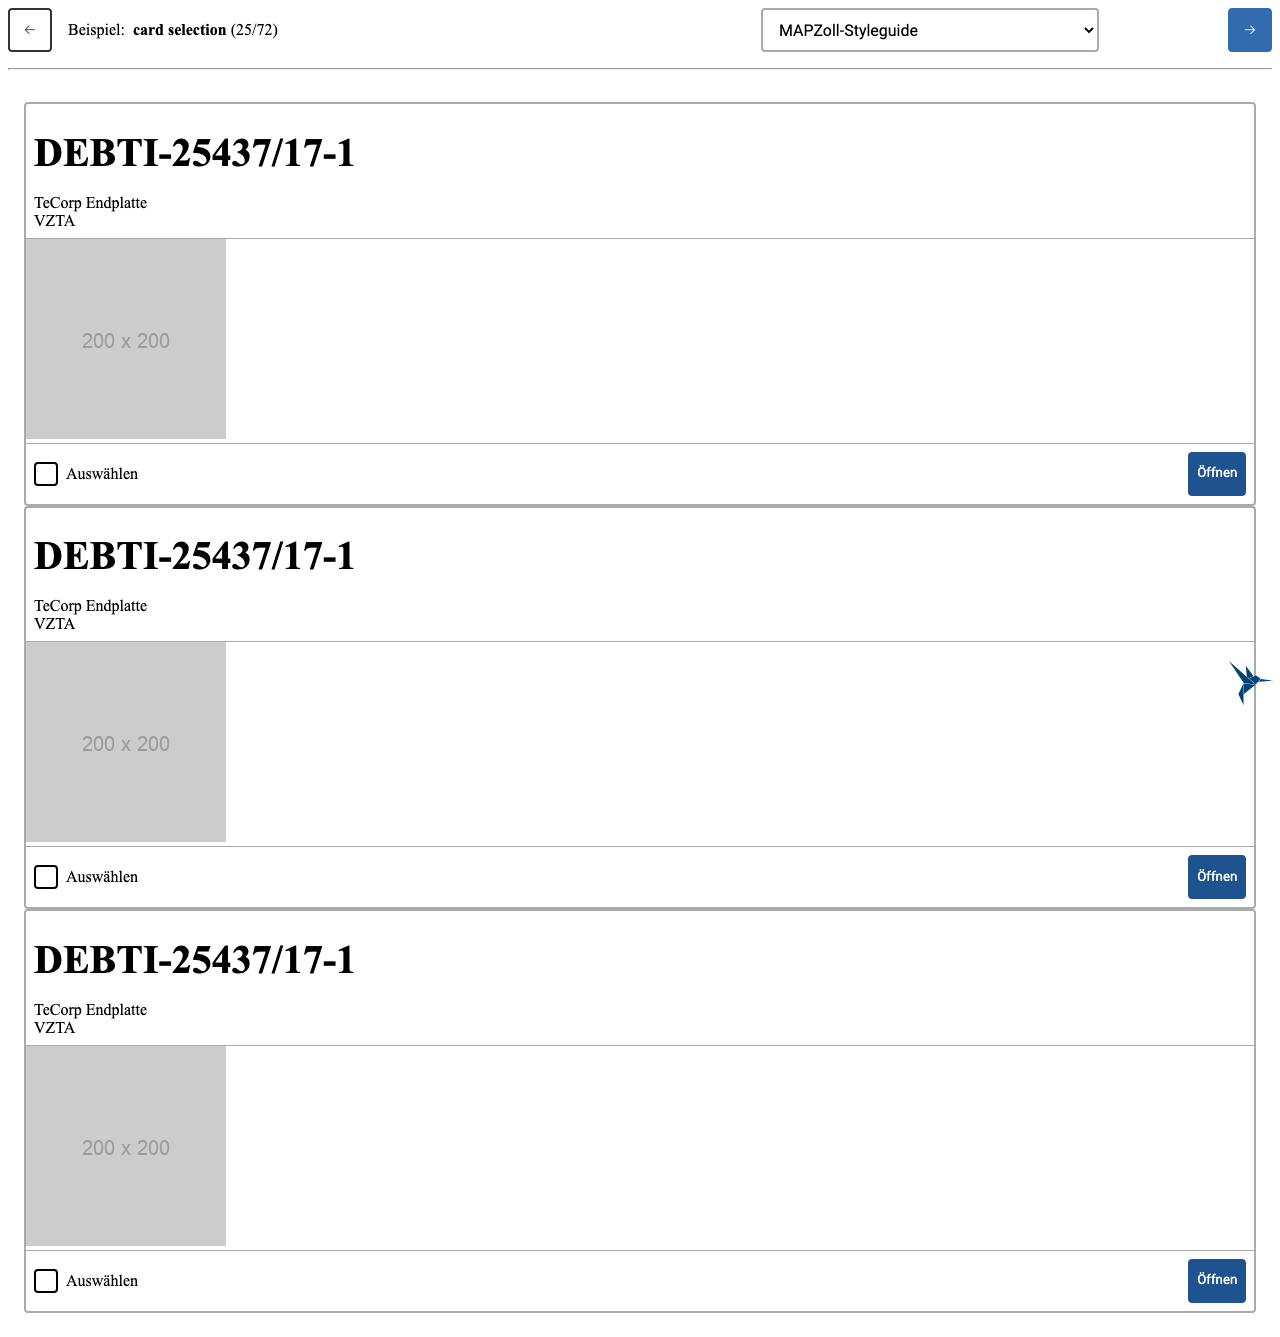 ← Beispiel: card selection (25/72) MAPZoll-Styleguide →
DEBTI-25437/17-1
TeCorp Endplatte
VZTA
200 x 200
Auswählen Öffnen
DEBTI-25437/17-1
TeCorp Endplatte
VZTA
200 x 200
Auswählen Öffnen
DEBTI-25437/17-1
TeCorp Endplatte
VZTA
200 x 200
Auswählen Öffnen